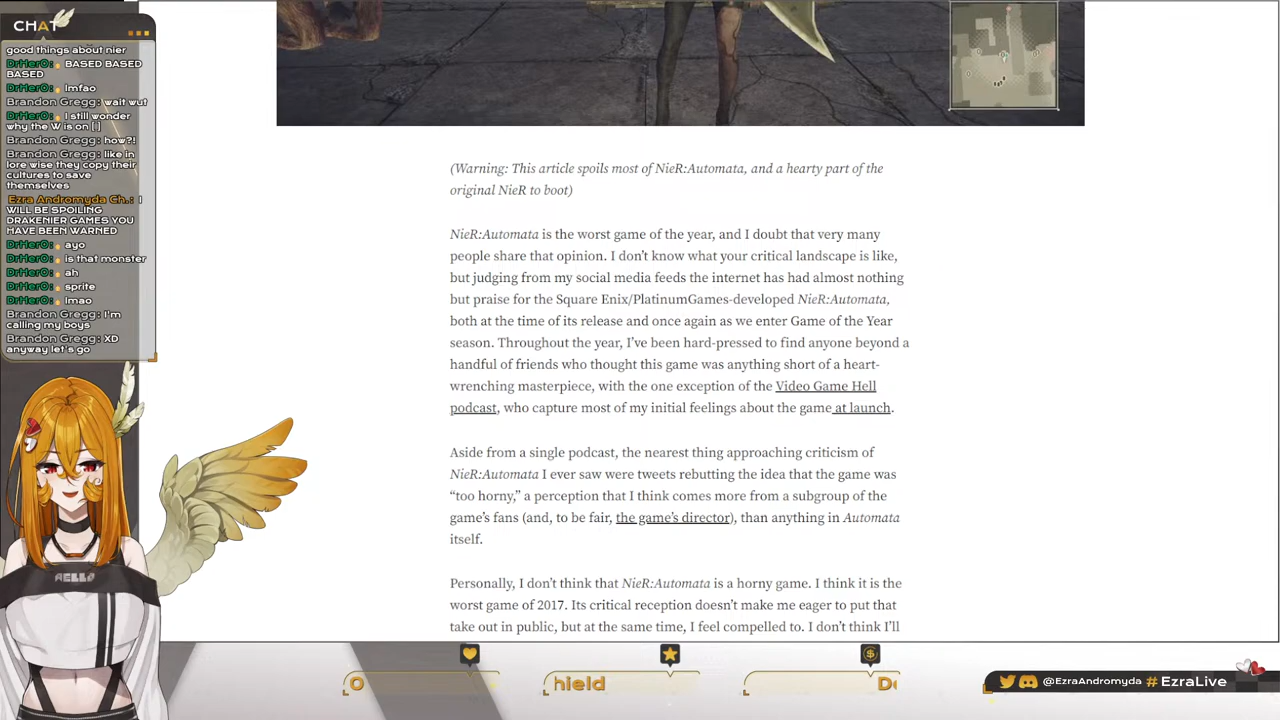 CHAT
good things about nier
DrHerO: BASED BASED
BASED
DrHerO: lmfao
Brandon Gregg: wait wut
DrHerO: I still wonder
why the W is on [ ]
Brandon Gregg: how?!
Brandon Gregg: like in
lore wise they copy their
cultures to save
themselves
Ezra Andromyda Ch.: I
WILL BE SPOILING
DRAKENIER GAMES YOU
HAVE BEEN WARNED
DrHerO: ayo
DrHerO: is that monster
DrHerO: ah
DrHerO: sprite
DrHerO: lmao
Brandon Gregg: I'm
calling my boys
Brandon Gregg: XD
anyway let's go
(Warning: This article spoils most of NieR:Automata, and a hearty part of the
original NieR to boot)
NieR:Automata is the worst game of the year, and I doubt that very many
people share that opinion. I don't know what your critical landscape is like,
but judging from my social media feeds the internet has had almost nothing
but praise for the Square Enix/PlatinumGames-developed NieR:Automata,
both at the time of its release and once again as we enter Game of the Year
season. Throughout the year, I've been hard-pressed to find anyone beyond a
handful of friends who thought this game was anything short of a heart-
wrenching masterpiece, with the one exception of the Video Game Hell
podcast, who capture most of my initial feelings about the game at launch.
Aside from a single podcast, the nearest thing approaching criticism of
NieR:Automata I ever saw were tweets rebutting the idea that the game was
“too horny,” a perception that I think comes more from a subgroup of the
game's fans (and, to be fair, the game's director), than anything in Automata
itself.
Personally, I don't think that NieR:Automata is a horny game. I think it is the
worst game of 2017. Its critical reception doesn't make me eager to put that
take out in public, but at the same time, I feel compelled to. I don't think I'll
HELLO
O
hield
@EzraAndromyda # EzraLive